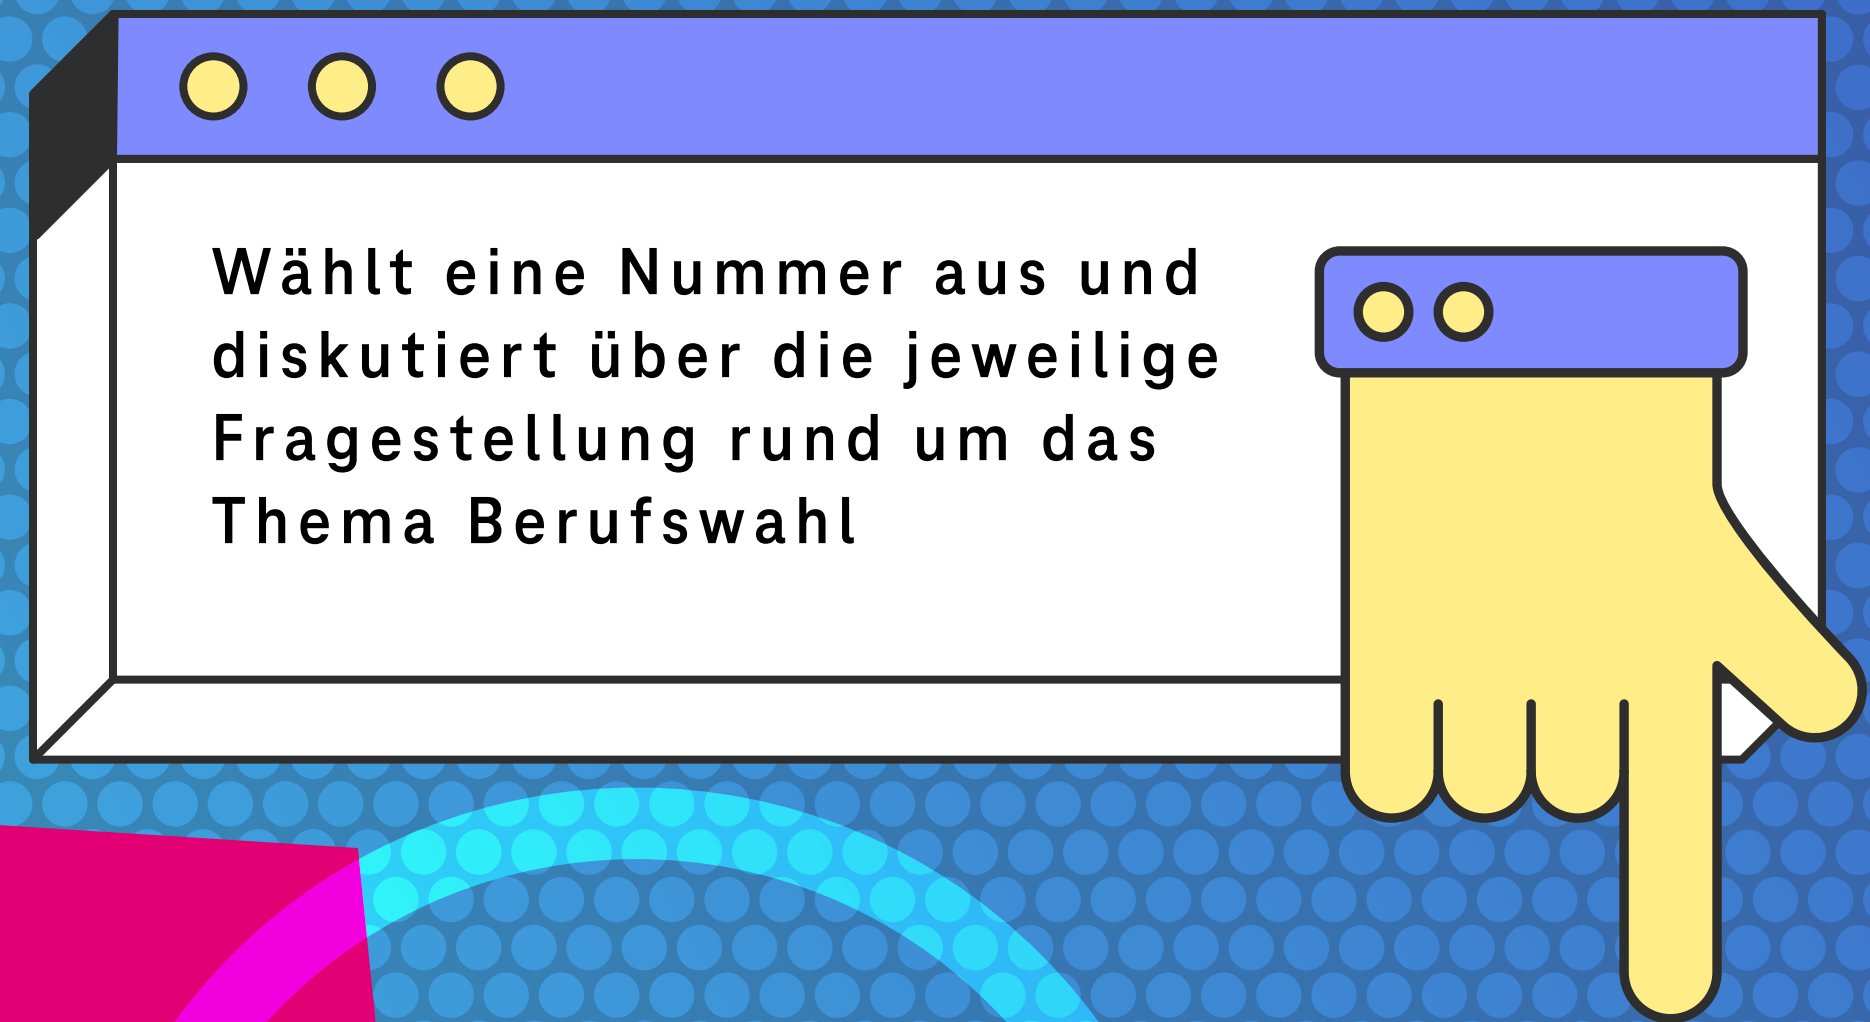 Wählt eine Nummer aus und
diskutiert über die jeweilige
Fragestellung rund um das
Thema Berufswahl